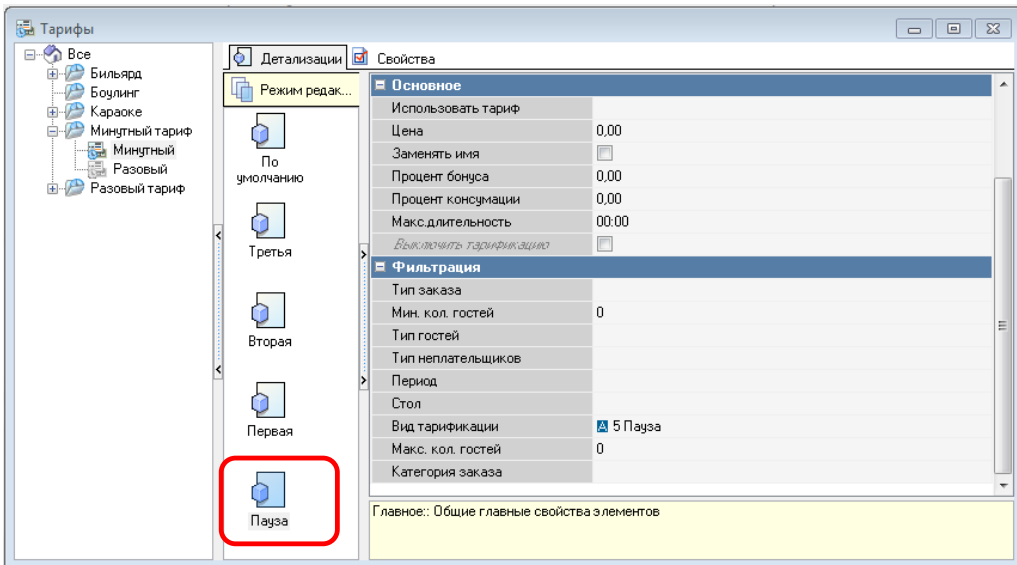 Тарифы
Все
Бильярд
Боулинг
Караоке
Минутный тариф
Минутный
Разовый
Разовый тариф
Детализации
Свойства
Режим редак...
По
умолчанию
Третья
Вторая
Первая
Пауза
Основное
Использовать тариф
Цена 0,00
Заменять имя
Процент бонуса 0,00
Процент консумации 0,00
Макс.длительность 00:00
Выключить тарификацию
Фильтрация
Тип заказа
Мин. кол. гостей 0
Тип гостей
Тип неплательщиков
Период
Стол
Вид тарификации A 5 Пауза
Макс. кол. гостей 0
Категория заказа
Главное:: Общие главные свойства элементов